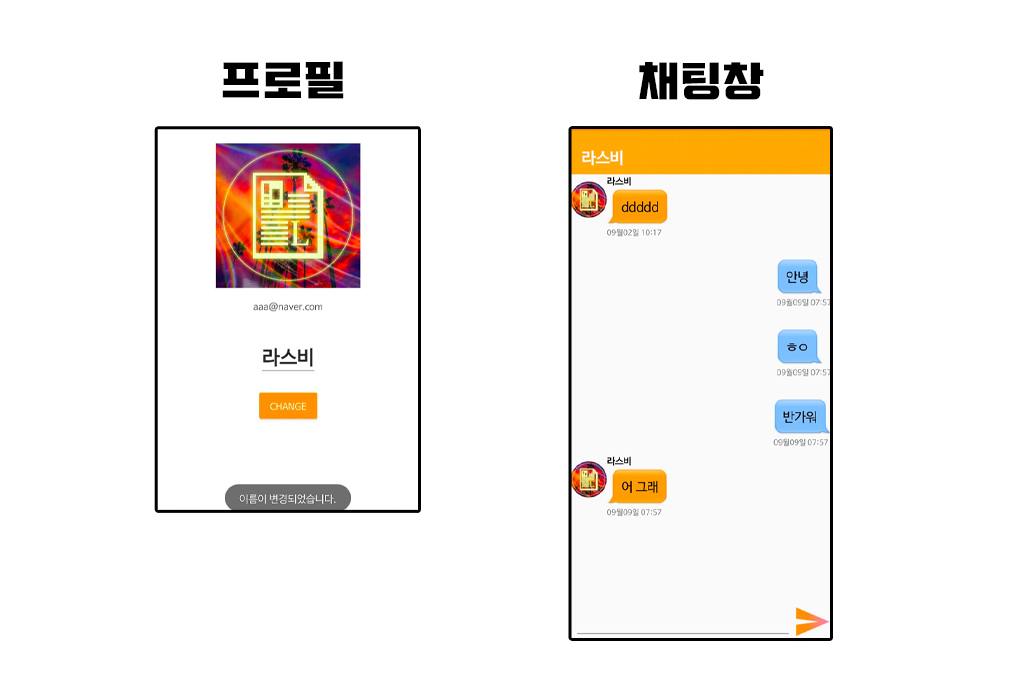 프로필
채팅창
L
aaa@naver.com
라스비
CHANGE
이름이 변경되었습니다.
라스비
라스비
ddddd
09월02일 10:17
안녕
09월09일 07:57
ㅎㅇ
09월09일 07:57
반가워
09월09일 07:57
라스비
어 그래
09월09일 07:57